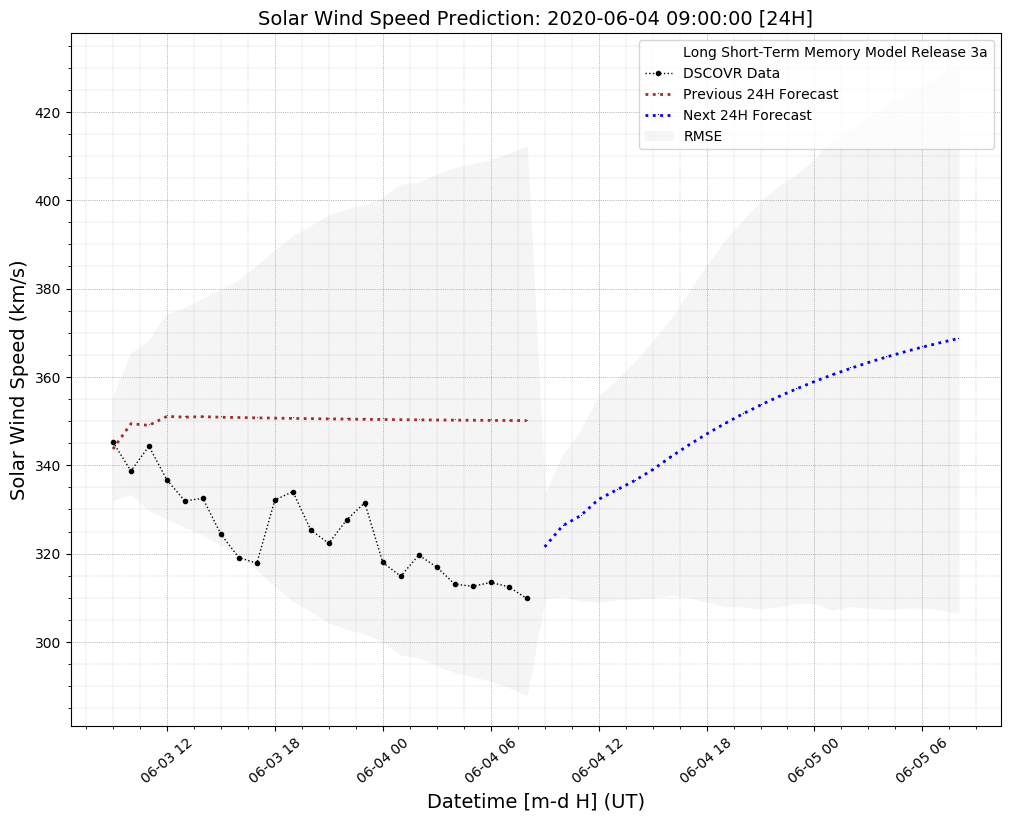 Solar Wind Speed Prediction: 2020-06-04 09:00:00 [24H]
Long Short-Term Memory Model Release 3a
DSCOVR Data
Previous 24H Forecast
Next 24H Forecast
RMSE
Solar Wind Speed (km/s)
420
400
380
360
340
320
300
06-03 12
06-03 18
06-04 00
06-04 06
06-04 12
06-04 18
06-05 00
06-05 06
Datetime [m-d H] (UT)